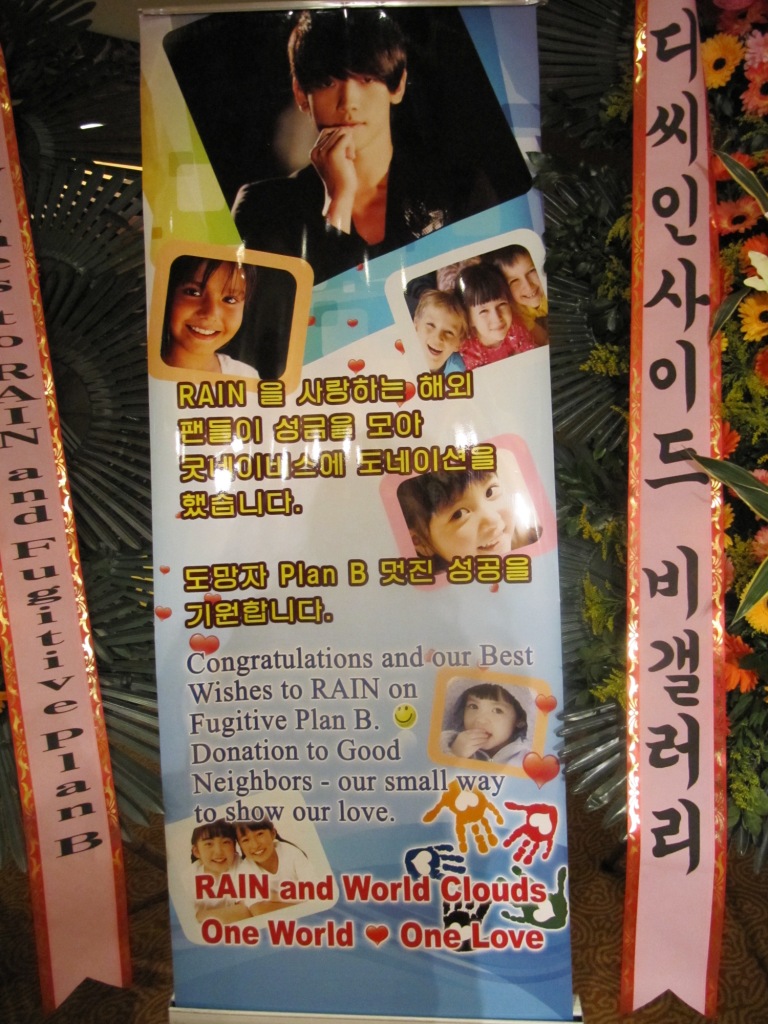 RAIN 을 사랑하는 해외
팬들이 성금을 모아
굿네이버스에 도네이션을
했습니다.
도망자 Plan B 멋진 성공을
기원합니다.
Congratulations and our Best
Wishes to RAIN on
Fugitive Plan B.
Donation to Good
Neighbors - our small way
to show our love.
RAIN and World Clouds
One World ❤ One Love
to RAIN and Fugitive Plan B
디씨인사이드 비갤러리